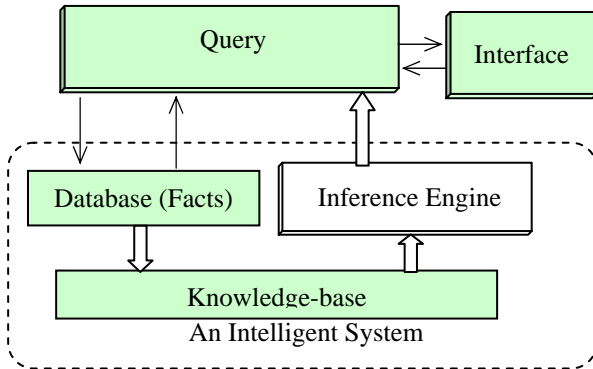 Query
Interface
Database (Facts)
Inference Engine
Knowledge-base
An Intelligent System